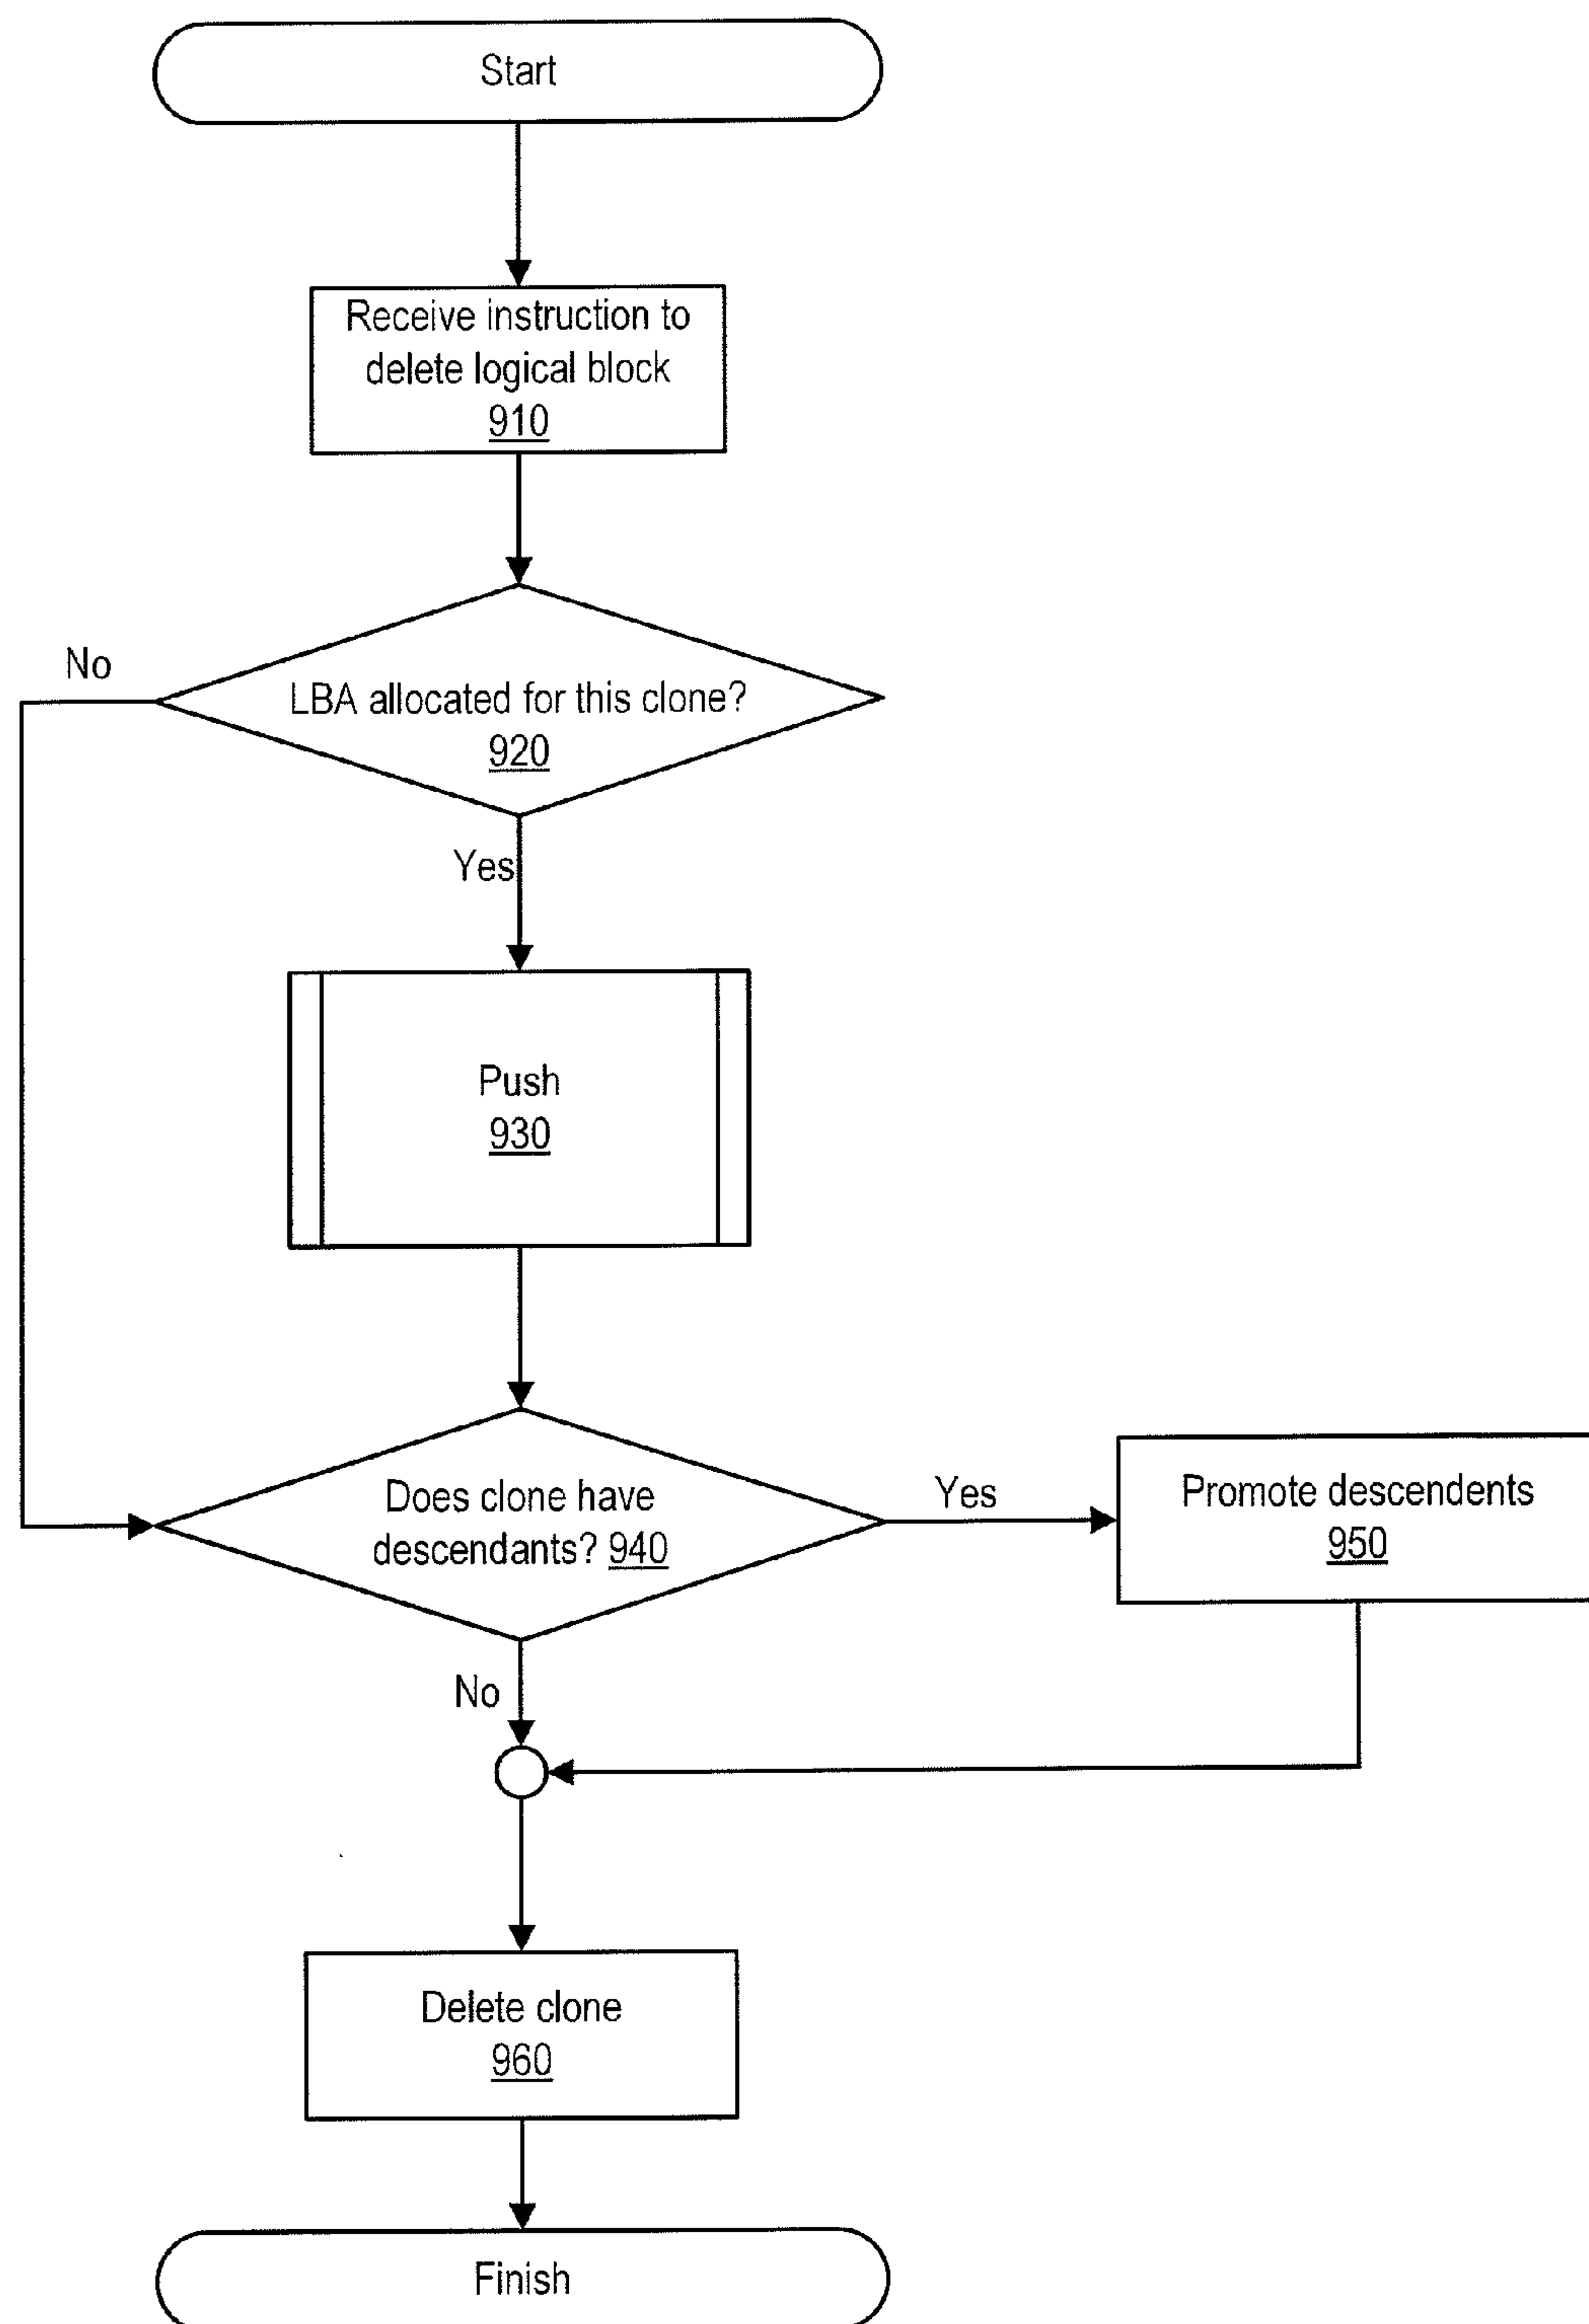 Start
Receive instruction to
delete logical block
910
No
LBA allocated for this clone?
920
Yes
Push
930
Does clone have
descendants? 940
Yes
Promote descendents
950
No
Delete clone
960
Finish